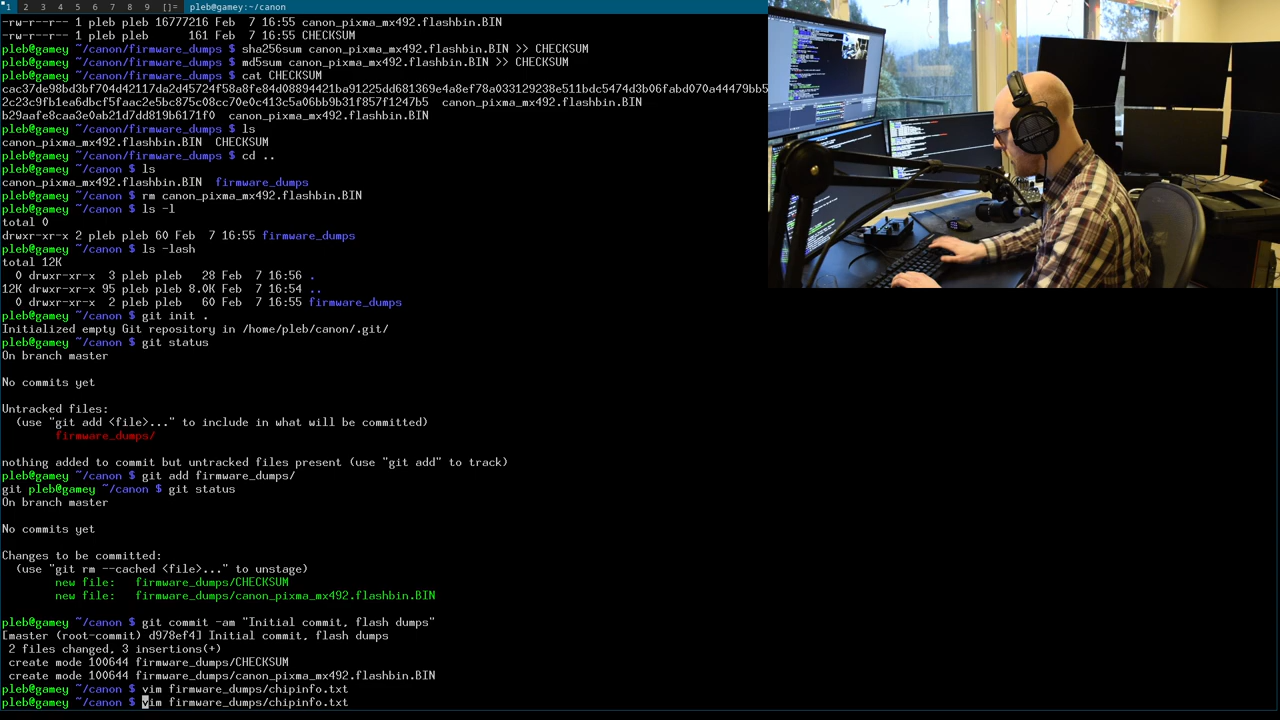 1 2 3 4 5 6 7 8 9 []= pleb@gamey:~/canon
-rw-r--r-- 1 pleb pleb 16777216 Feb  7 16:55 canon_pixma_mx492.flashbin.BIN
-rw-r--r-- 1 pleb pleb      161 Feb  7 16:55 CHECKSUM
pleb@gamey ~/canon/firmware_dumps $ sha256sum canon_pixma_mx492.flashbin.BIN >> CHECKSUM
pleb@gamey ~/canon/firmware_dumps $ md5sum canon_pixma_mx492.flashbin.BIN >> CHECKSUM
pleb@gamey ~/canon/firmware_dumps $ cat CHECKSUM
cac37de98bd3bf704d42117da2d45724f58a8fe84d08894421ba91225dd681369e4a8ef78a033129238e511bdc5474d3b06fabd070a44479bb5
2c23c9fb1ea6dbcf5faac2e5bc875c08cc70e0c413c5a06bb9b31f857f1247b5  canon_pixma_mx492.flashbin.BIN
b29aafe8caa3e0ab21d7dd819b6171f0  canon_pixma_mx492.flashbin.BIN
pleb@gamey ~/canon/firmware_dumps $ ls
canon_pixma_mx492.flashbin.BIN  CHECKSUM
pleb@gamey ~/canon/firmware_dumps $ cd ..
pleb@gamey ~/canon $ ls
canon_pixma_mx492.flashbin.BIN  firmware_dumps
pleb@gamey ~/canon $ rm canon_pixma_mx492.flashbin.BIN
pleb@gamey ~/canon $ ls -l
total 0
drwxr-xr-x 2 pleb pleb 60 Feb  7 16:55 firmware_dumps
pleb@gamey ~/canon $ ls -lash
total 12K
  0 drwxr-xr-x  3 pleb pleb   28 Feb  7 16:56 .
12K drwxr-xr-x 95 pleb pleb 8.0K Feb  7 16:54 ..
  0 drwxr-xr-x  2 pleb pleb   60 Feb  7 16:55 firmware_dumps
pleb@gamey ~/canon $ git init .
Initialized empty Git repository in /home/pleb/canon/.git/
pleb@gamey ~/canon $ git status
On branch master
No commits yet
Untracked files:
  (use "git add <file>..." to include in what will be committed)
        firmware_dumps/
nothing added to commit but untracked files present (use "git add" to track)
pleb@gamey ~/canon $ git add firmware_dumps/
git pleb@gamey ~/canon $ git status
On branch master
No commits yet
Changes to be committed:
  (use "git rm --cached <file>..." to unstage)
        new file:   firmware_dumps/CHECKSUM
        new file:   firmware_dumps/canon_pixma_mx492.flashbin.BIN
pleb@gamey ~/canon $ git commit -am "Initial commit, flash dumps"
[master (root-commit) d978ef4] Initial commit, flash dumps
 2 files changed, 3 insertions(+)
 create mode 100644 firmware_dumps/CHECKSUM
 create mode 100644 firmware_dumps/canon_pixma_mx492.flashbin.BIN
pleb@gamey ~/canon $ vim firmware_dumps/chipinfo.txt
pleb@gamey ~/canon $ vim firmware_dumps/chipinfo.txt